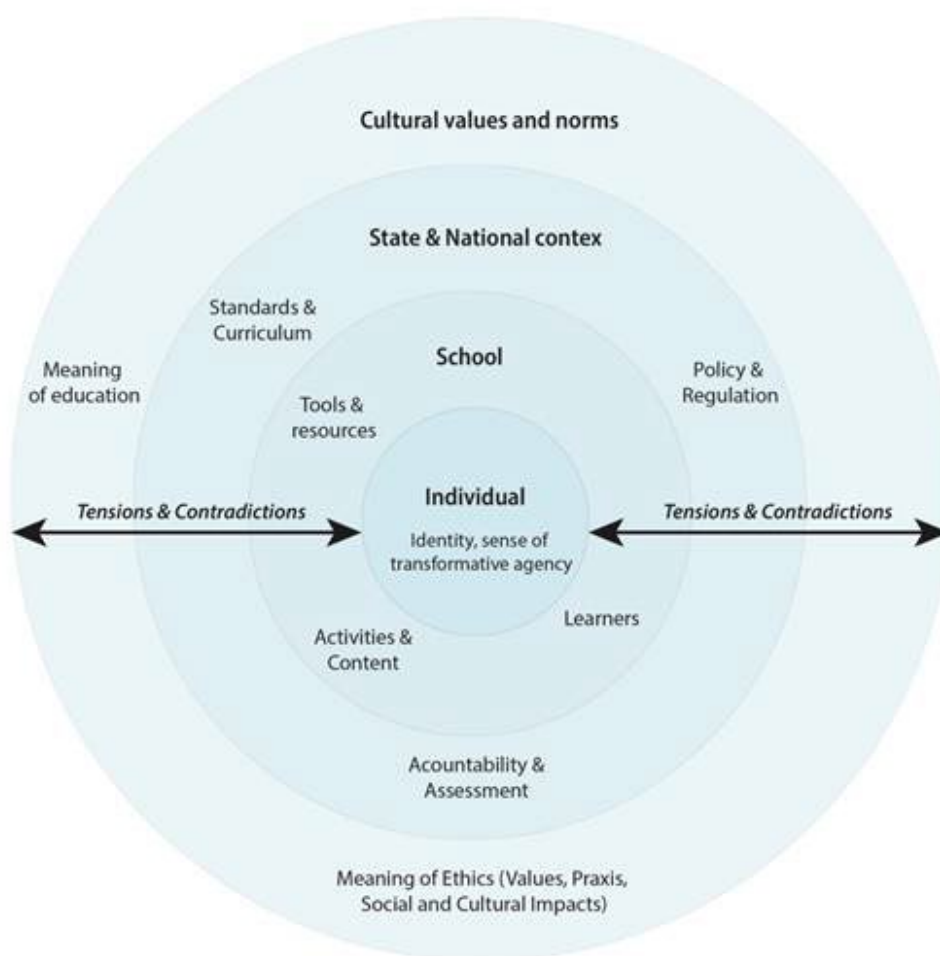 Cultural values and norms
State & National contex
Standards &
Curriculum
School
Meaning
of education
Policy &
Regulation
Tools &
resources
Individual
Tensions & Contradictions
Tensions & Contradictions
Identity, sense of
transformative agency
Learners
Activities &
Content
Acountability &
Assessment
Meaning of Ethics (Values, Praxis,
Social and Cultural Impacts)